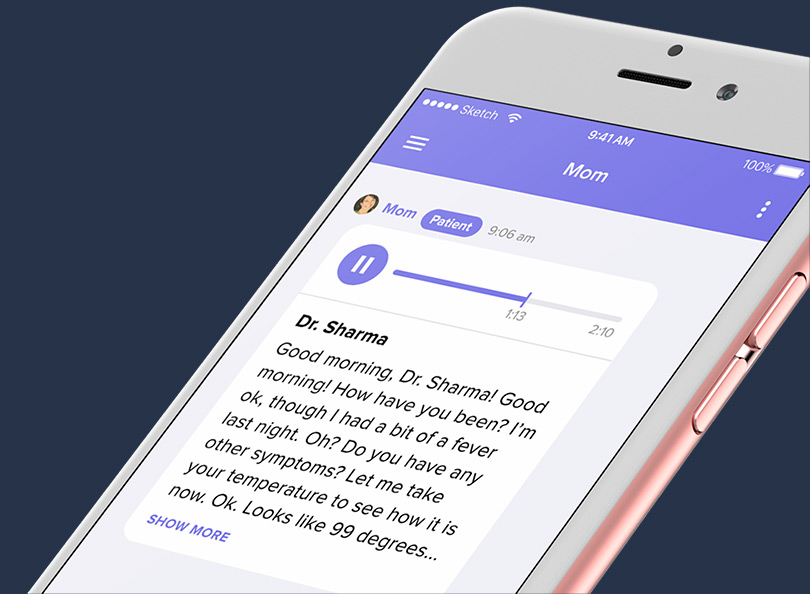 Sketch
9:41 AM
100%
Mom
Mom Patient 9:06 am
1:13
2:10
Dr. Sharma
Good morning, Dr. Sharma! Good
morning! How have you been? I'm
ok, though I had a bit of a fever
last night. Oh? Do you have any
other symptoms? Let me take
your temperature to see how it is
now. Ok. Looks like 99 degrees...
SHOW MORE